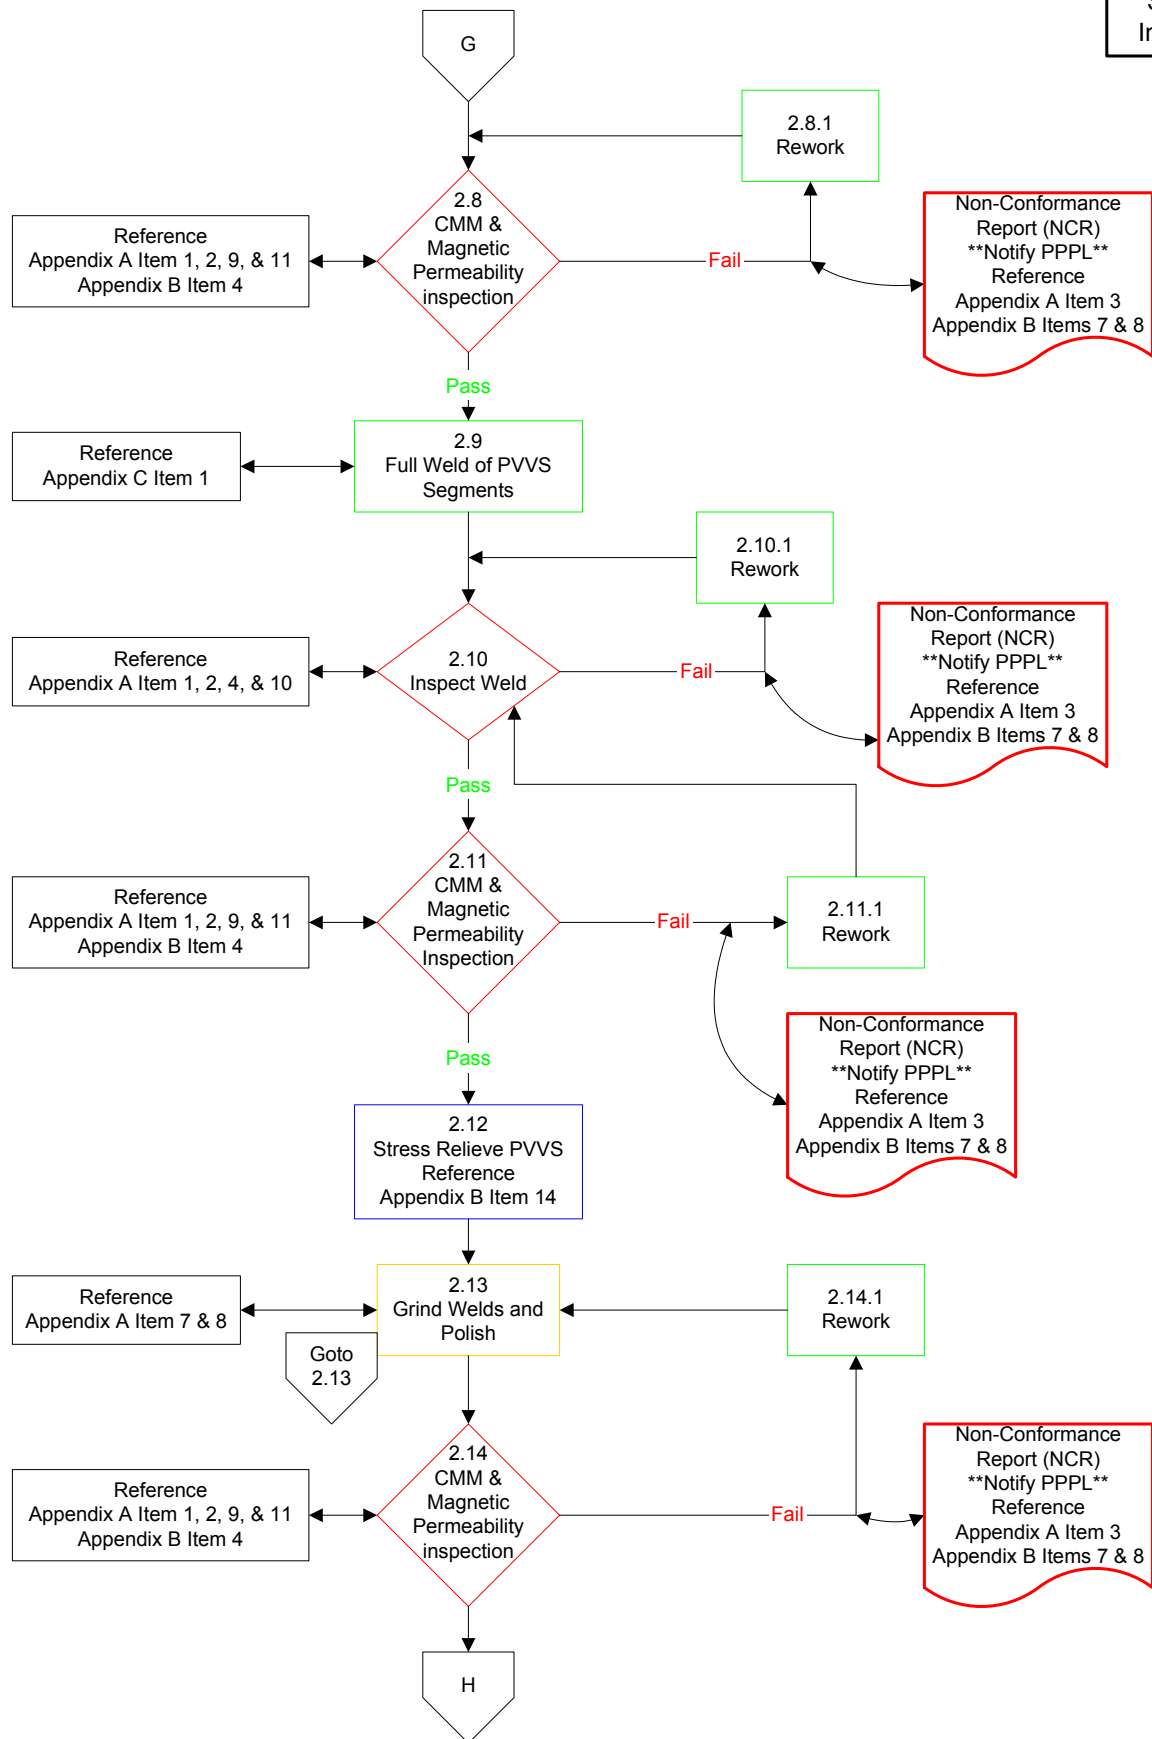 G
2.8.1
Rework
2.8
CMM &
Magnetic
Permeability
inspection
Reference
Appendix A Item 1, 2, 9, & 11
Appendix B Item 4
Fail
Non-Conformance
Report (NCR)
**Notify PPPL**
Reference
Appendix A Item 3
Appendix B Items 7 & 8
Pass
Reference
Appendix C Item 1
2.9
Full Weld of PVVS
Segments
2.10.1
Rework
Reference
Appendix A Item 1, 2, 4, & 10
2.10
Inspect Weld
Fail
Non-Conformance
Report (NCR)
**Notify PPPL**
Reference
Appendix A Item 3
Appendix B Items 7 & 8
Pass
Reference
Appendix A Item 1, 2, 9, & 11
Appendix B Item 4
2.11
CMM &
Magnetic
Permeability
Inspection
Fail
2.11.1
Rework
Non-Conformance
Report (NCR)
**Notify PPPL**
Reference
Appendix A Item 3
Appendix B Items 7 & 8
Pass
2.12
Stress Relieve PVVS
Reference
Appendix B Item 14
Reference
Appendix A Item 7 & 8
2.13
Grind Welds and
Polish
2.14.1
Rework
Goto
2.13
Reference
Appendix A Item 1, 2, 9, & 11
Appendix B Item 4
2.14
CMM &
Magnetic
Permeability
inspection
Fail
Non-Conformance
Report (NCR)
**Notify PPPL**
Reference
Appendix A Item 3
Appendix B Items 7 & 8
H